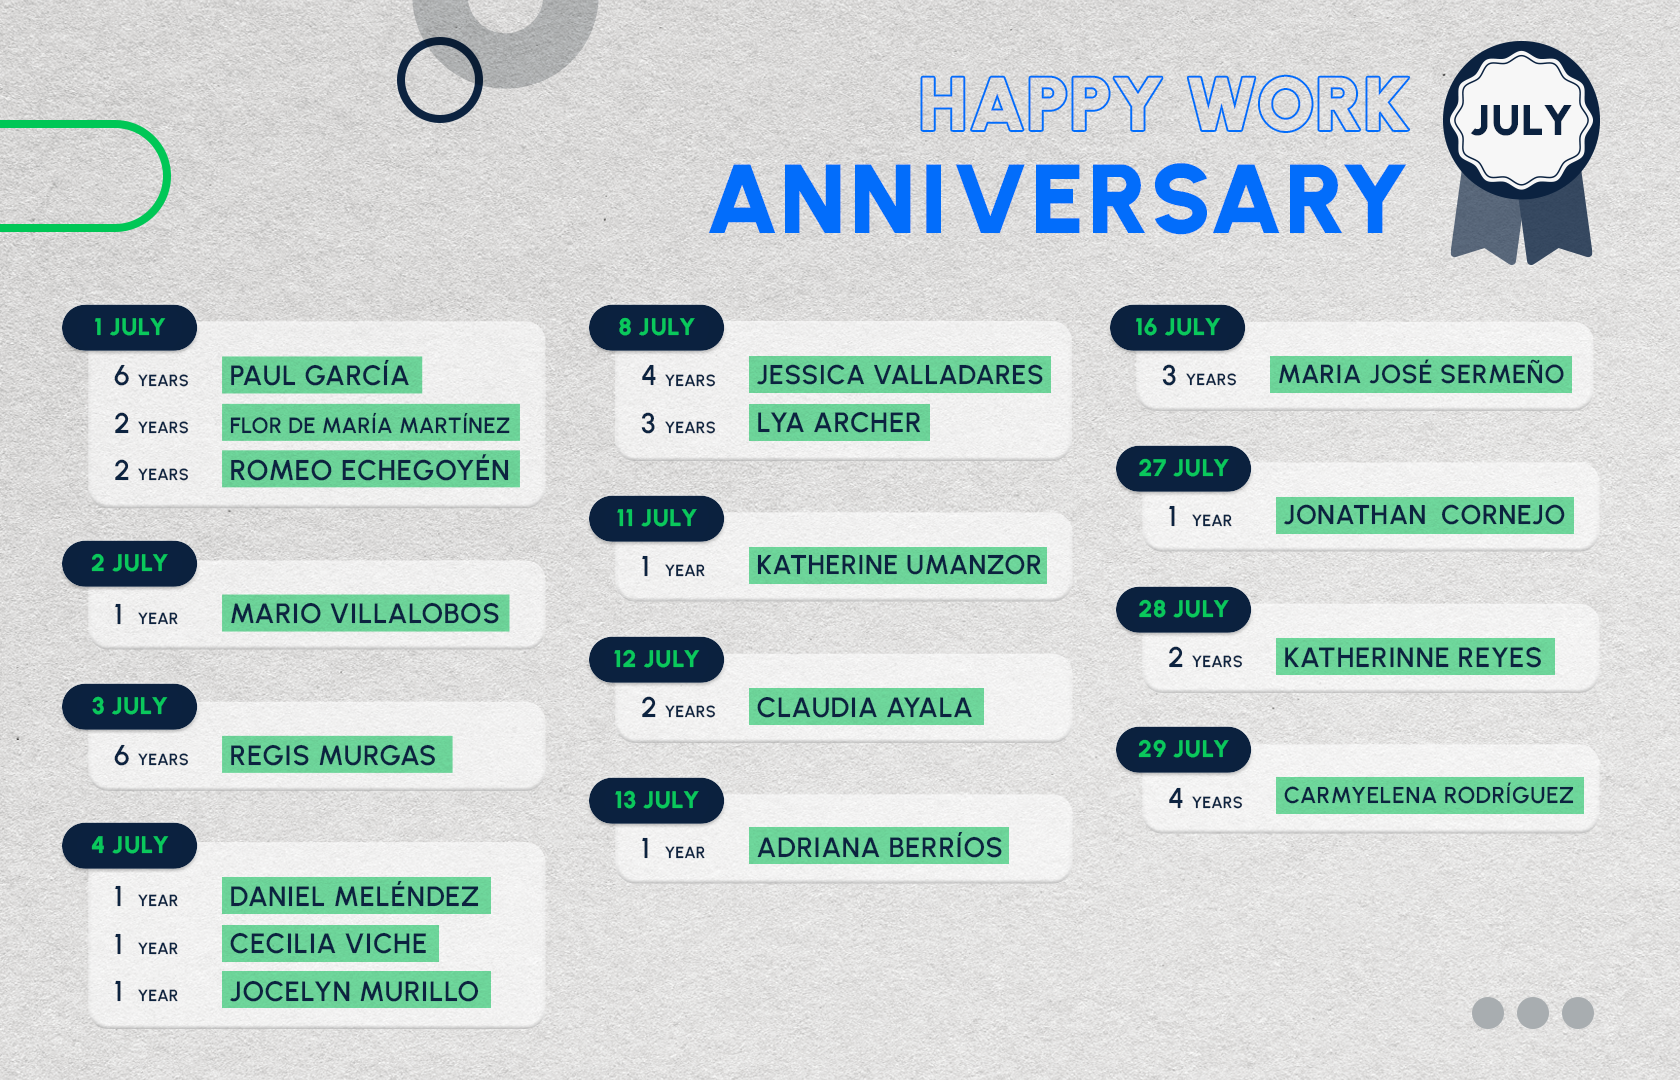 HAPPY WORK
ANNIVERSARY
JULY
1 JULY
6 YEARS PAUL GARCÍA
2 YEARS FLOR DE MARÍA MARTÍNEZ
2 YEARS ROMEO ECHEGOYÉN
2 JULY
1 YEAR MARIO VILLALOBOS
3 JULY
6 YEARS REGIS MURGAS
4 JULY
1 YEAR DANIEL MELÉNDEZ
1 YEAR CECILIA VICHE
1 YEAR JOCELYN MURILLO
8 JULY
4 YEARS JESSICA VALLADARES
3 YEARS LYA ARCHER
11 JULY
1 YEAR KATHERINE UMANZOR
12 JULY
2 YEARS CLAUDIA AYALA
13 JULY
1 YEAR ADRIANA BERRÍOS
16 JULY
3 YEARS MARIA JOSÉ SERMEÑO
27 JULY
1 YEAR JONATHAN CORNEJO
28 JULY
2 YEARS KATHERINNE REYES
29 JULY
4 YEARS CARMYELENA RODRÍGUEZ